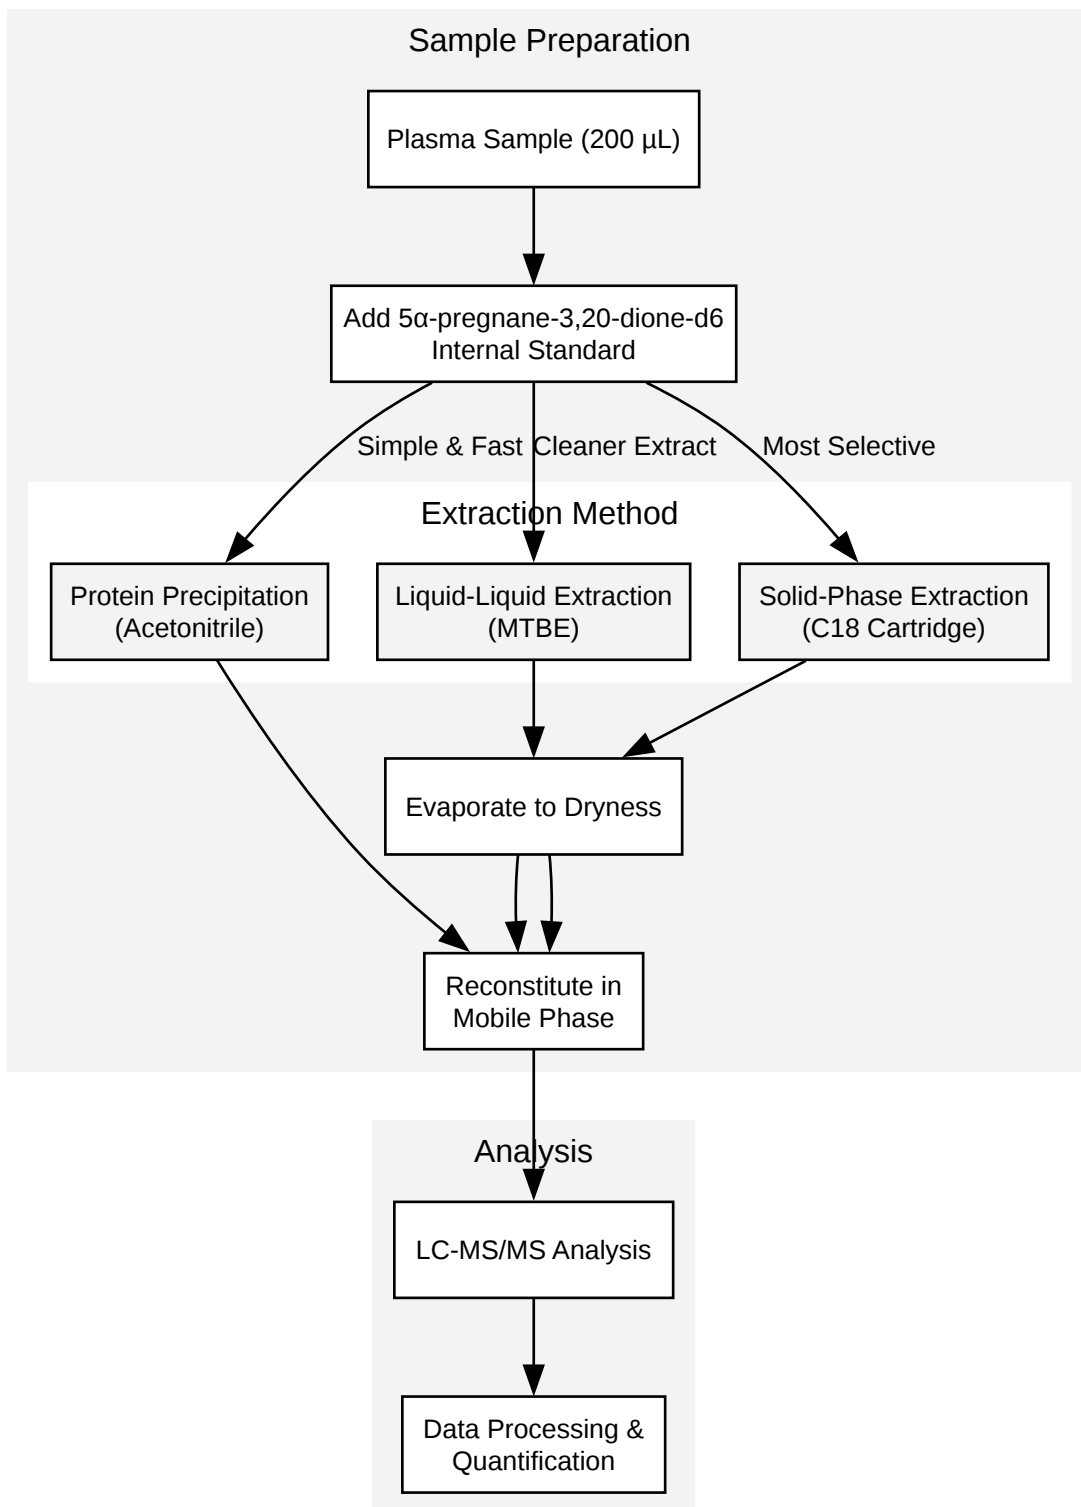 Sample Preparation
Plasma Sample (200 µL)
Add 5α-pregnane-3,20-dione-d6
Internal Standard
Simple & Fast
Cleaner Extract
Most Selective
Extraction Method
Protein Precipitation
(Acetonitrile)
Liquid-Liquid Extraction
(MTBE)
Solid-Phase Extraction
(C18 Cartridge)
Evaporate to Dryness
Reconstitute in
Mobile Phase
Analysis
LC-MS/MS Analysis
Data Processing &
Quantification